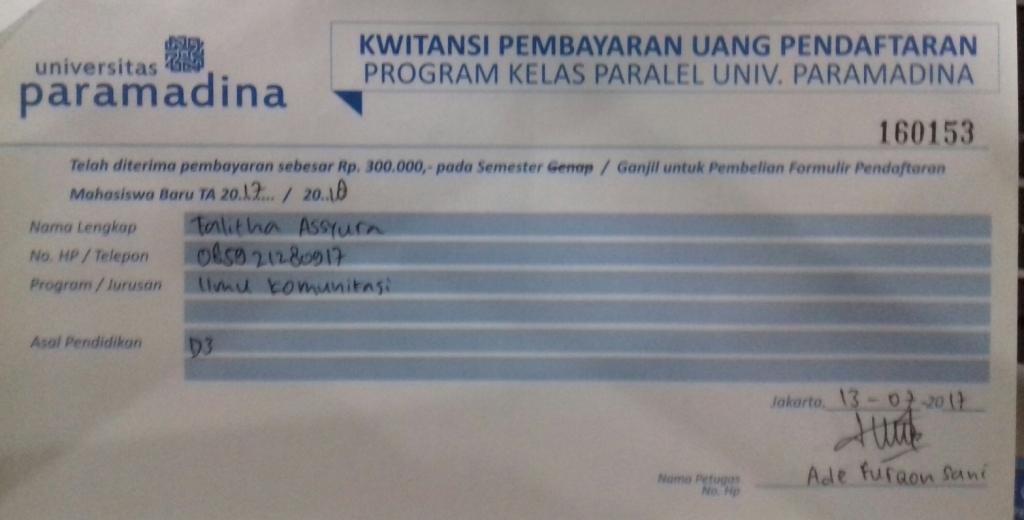 universitas
paramadina
KWITANSI PEMBAYARAN UANG PENDAFTARAN
PROGRAM KELAS PARALEL UNIV. PARAMADINA
160153
Telah diterima pembayaran sebesar Rp. 300.000,- pada Semester Genap / Ganjil untuk Pembelian Formulir Pendaftaran
Mahasiswa Baru TA 20.17... / 20..18
Nama Lengkap Talitha Assyura
No. HP / Telepon 085921280917
Program / Jurusan Ilmu Komunikasi
Asal Pendidikan D3
Jakarta, 13 - 07 -2017
Ade Furqon Sani
Nama Petugas
No. Hp